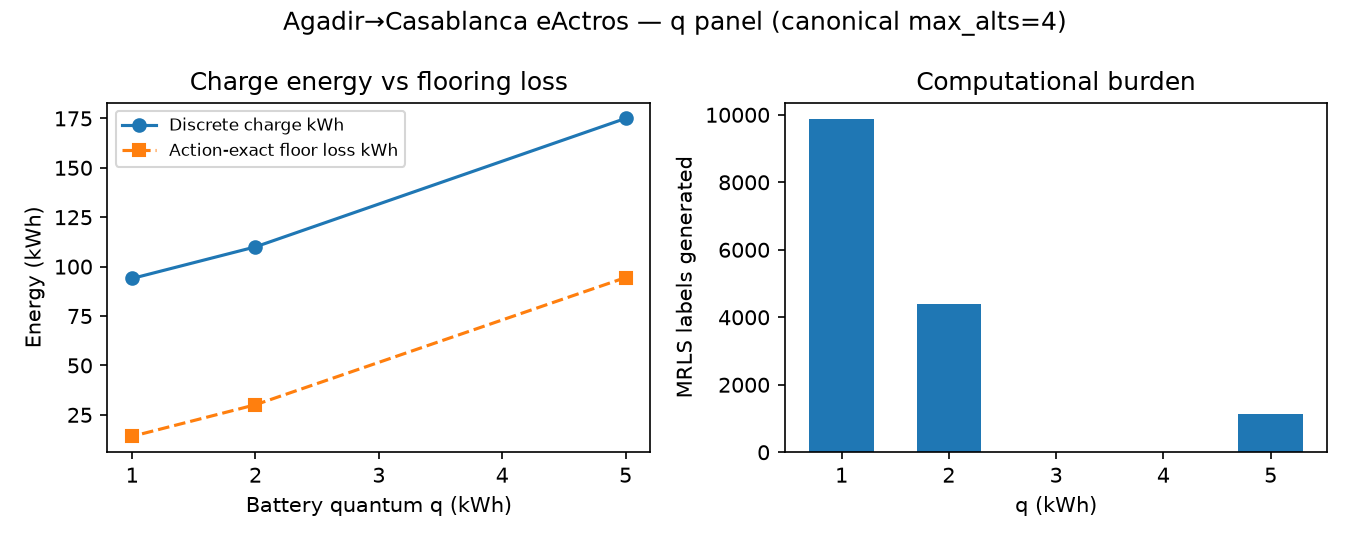 Agadir→Casablanca eActros — q panel (canonical max_alts=4)
Charge energy vs flooring loss
175
150
125
100
75
50
25
Energy (kWh)
Discrete charge kWh
Action-exact floor loss kWh
1
2
3
4
5
Battery quantum q (kWh)
Computational burden
10000
8000
6000
4000
2000
0
MRLS labels generated
1
2
3
4
5
q (kWh)